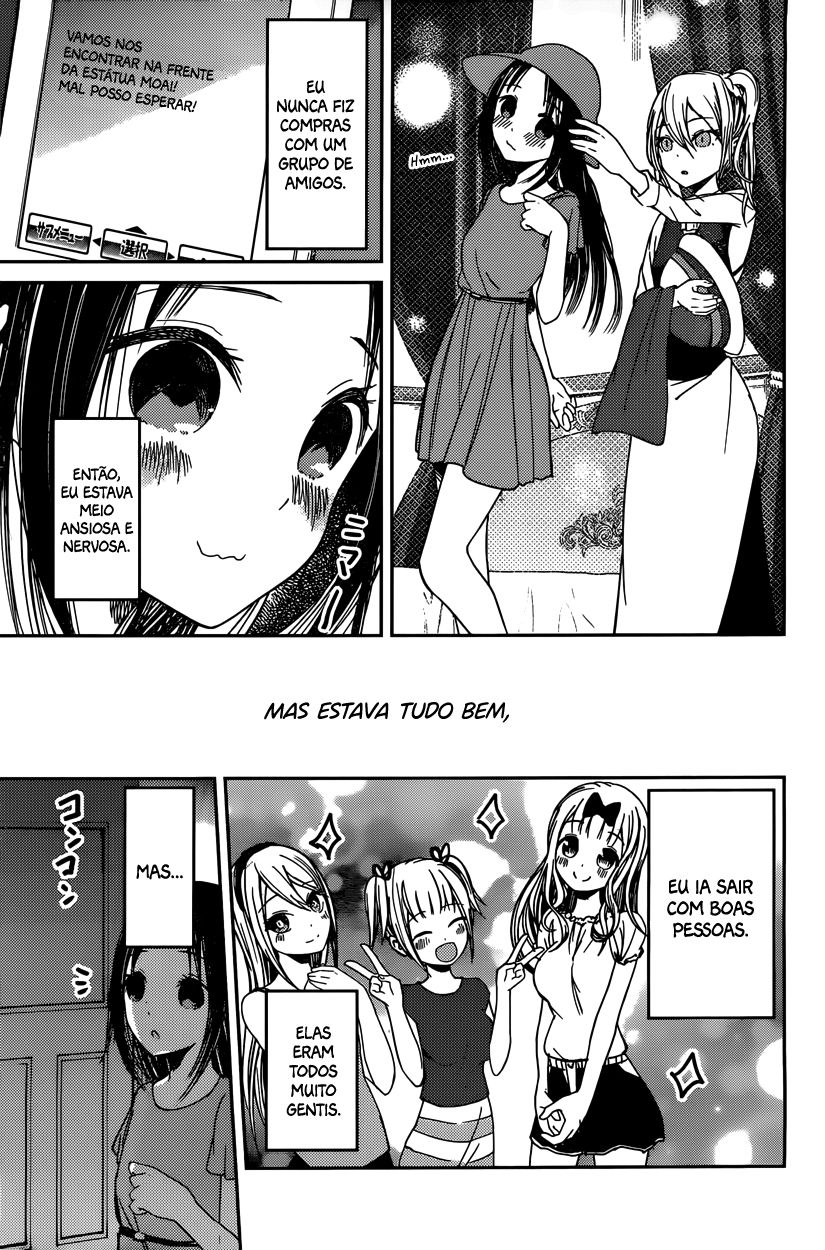 Hmm...
EU
NUNCA FIZ
COMPRAS
COM UM
GRUPO DE
AMIGOS.
VAMOS NOS
ENCONTRAR NA FRENTE
DA ESTÁTUA MOAI!
MAL POSSO ESPERAR!
サブメニュー
選択
ENTÃO,
EU ESTAVA
MEIO
ANSIOSA E
NERVOSA.
ニマー
MAS ESTAVA TUDO BEM,
EU IA SAIR
COM BOAS
PESSOAS.
ELAS
ERAM
TODOS
MUITO
GENTIS.
MAS...
コンコン